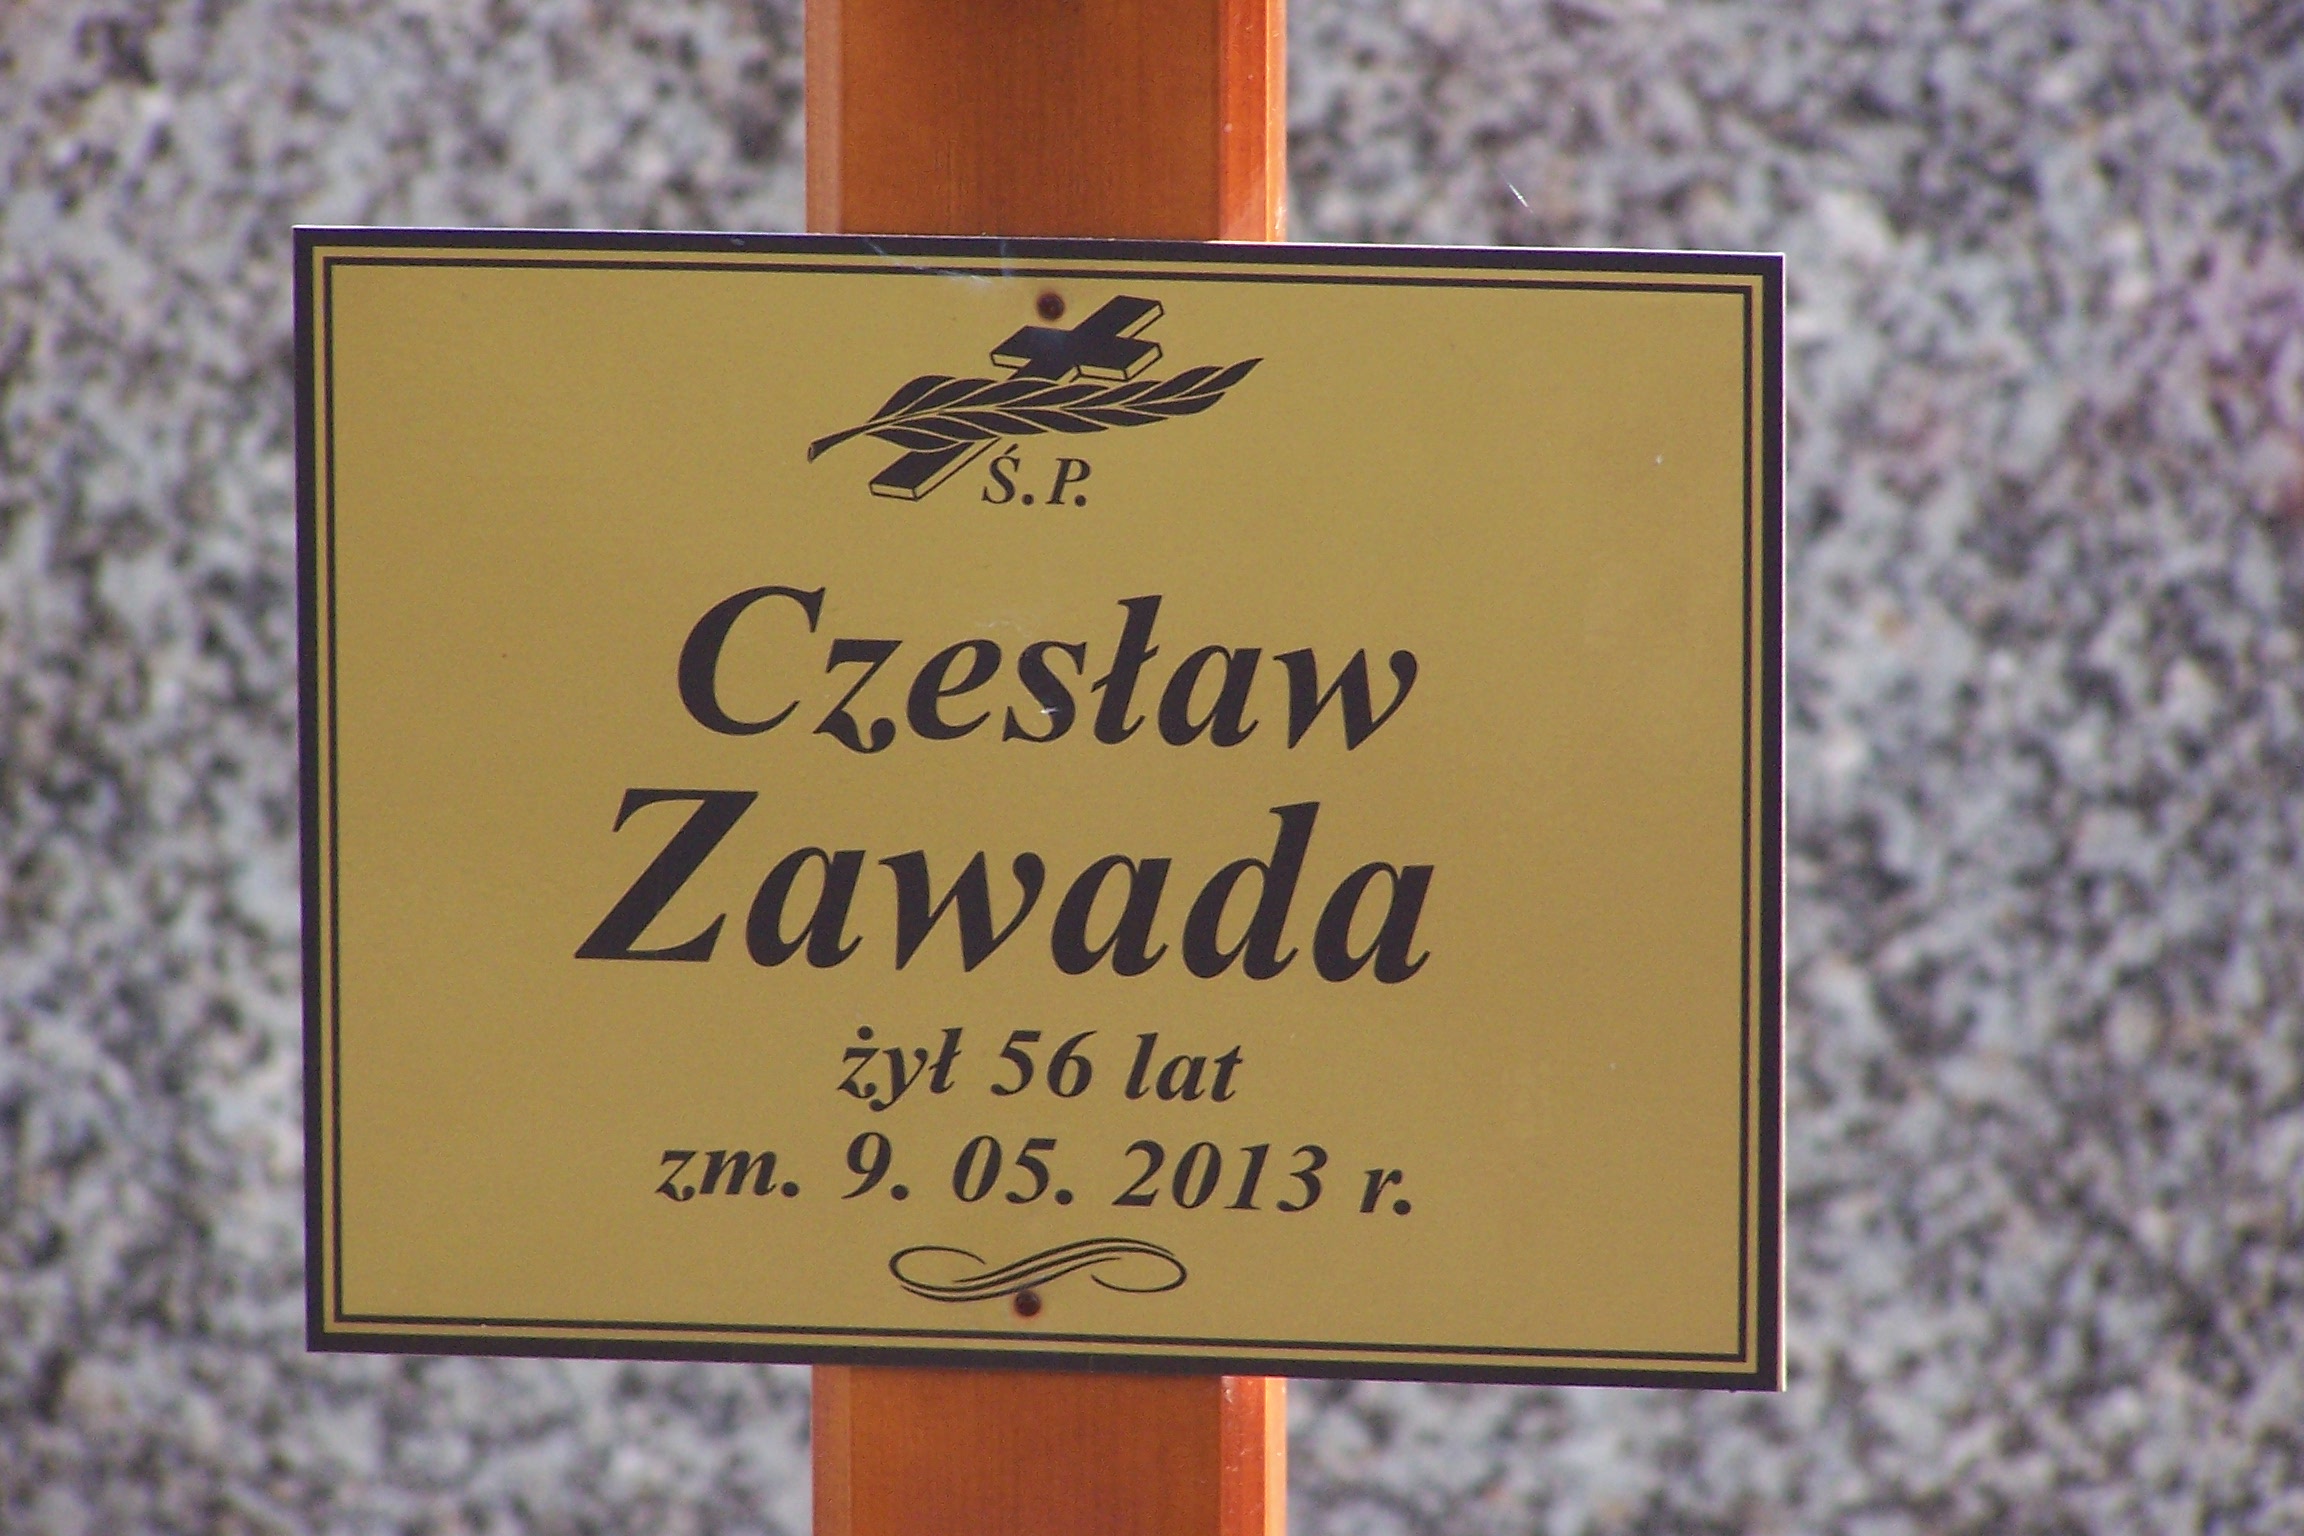 Ś. P.
Czesław
Zawada
żył 56 lat
zm. 9. 05. 2013 r.